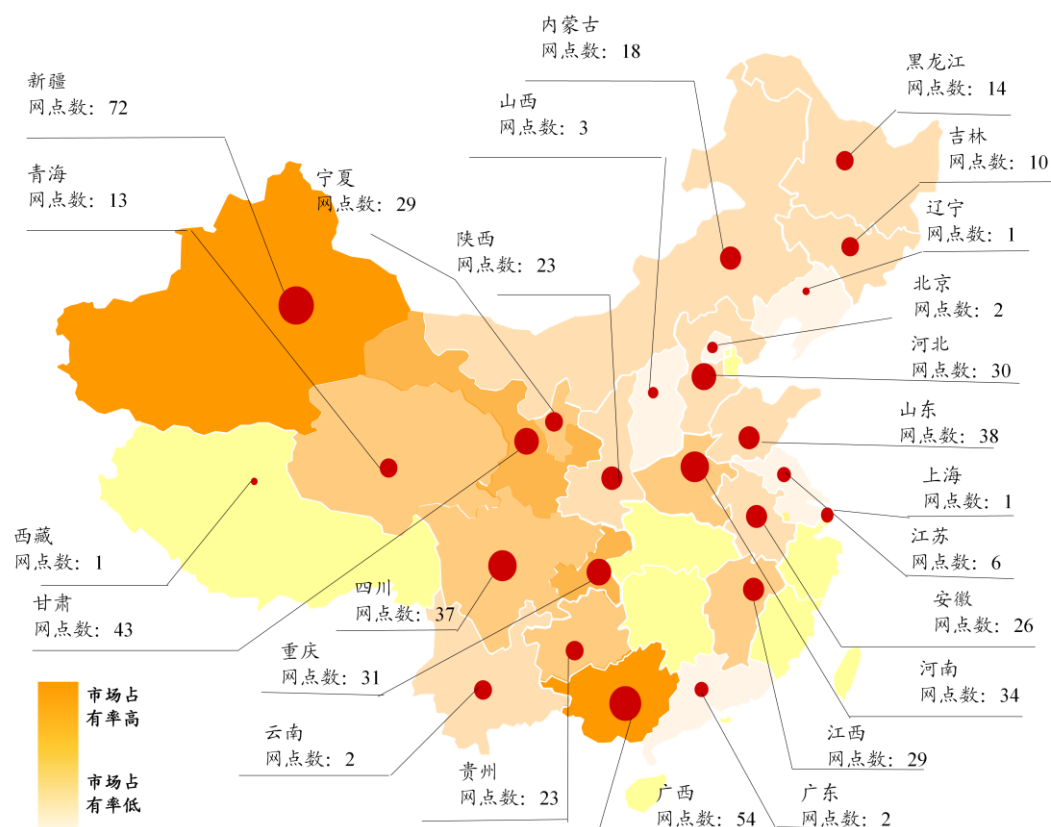 内蒙古
网点数：18
黑龙江
网点数：14
新疆
网点数：72
山西
网点数：3
吉林
网点数：10
青海
网点数：13
宁夏
网点数：29
辽宁
网点数：1
陕西
网点数：23
北京
网点数：2
河北
网点数：30
山东
网点数：38
上海
网点数：1
西藏
网点数：1
江苏
网点数：6
甘肃
网点数：43
四川
网点数：37
安徽
网点数：26
重庆
网点数：31
河南
网点数：34
市场占
有率高
云南
网点数：2
江西
网点数：29
贵州
网点数：23
市场占
有率低
广西
网点数：54
广东
网点数：2